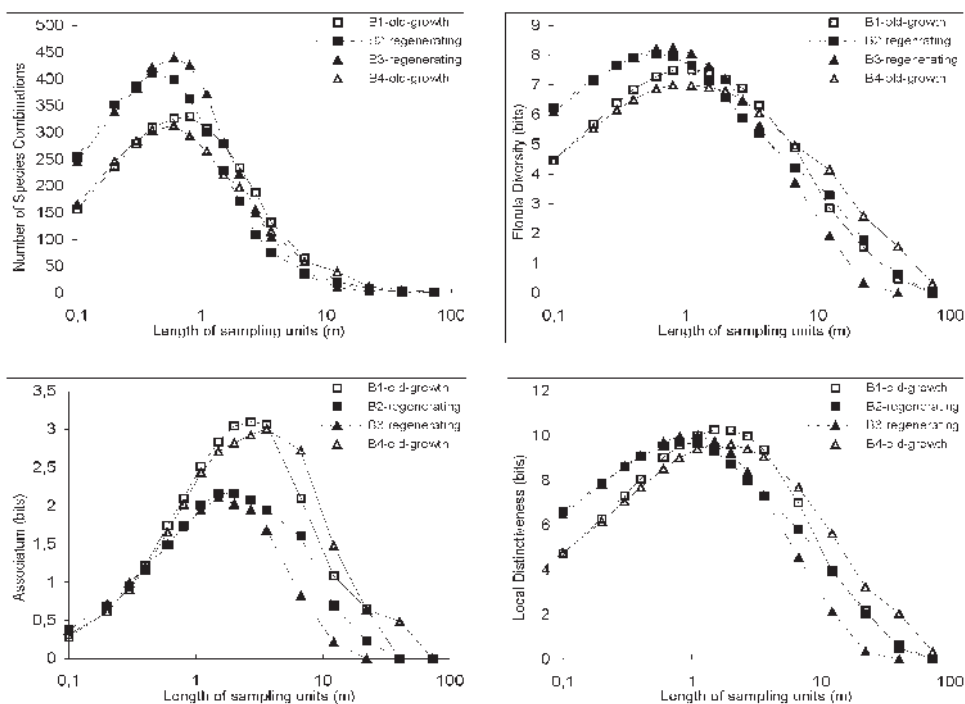 500
450
400
350
300
250
200
150
100
50
0
Number of Species Combinations
B1-old-growth
B2-regenerating
B3-regenerating
B4-old-growth
0,1
1
10
100
Length of sampling units (m)
9
8
7
6
5
4
3
2
1
0
Florula Diversity (bits)
B1-old-growth
B2-regenerating
B3-regenerating
B4-old-growth
0,1
1
10
100
Length of sampling units (m)
3,5
3
2,5
2
1,5
1
0,5
0
Associatum (bits)
B1-old-growth
B2-regenerating
B3-regenerating
B4-old-growth
0,1
1
10
100
Length of sampling units (m)
12
10
8
6
4
2
0
Local Distinctiveness (bits)
B1-old-growth
B2-regenerating
B3-regenerating
B4-old-growth
0,1
1
10
100
Length of sampling units (m)